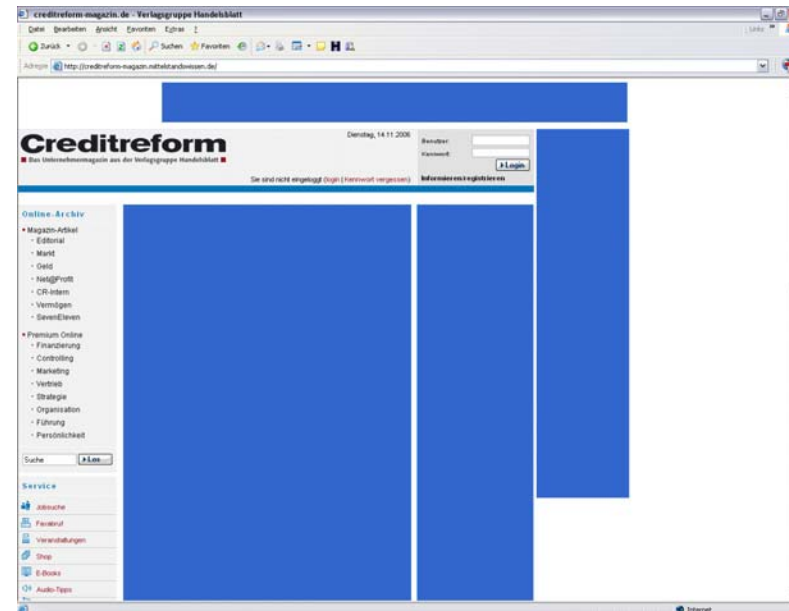 creditreform-magazin.de - Verlagsgruppe Handelsblatt
Datei Bearbeiten Ansicht Favoriten Extras ?
Links
Zurück Suchen Favoriten
Adresse http://creditreform-magazin.mittelstandswissen.de/
Creditreform
Das Unternehmermagazin aus der Verlagsgruppe Handelsblatt
Dienstag, 14.11.2006
Sie sind nicht eingeloggt (login | Kennwort vergessen)
Benutzer:
Kennwort:
Login
Informieren/registrieren
Online-Archiv
Magazin-Artikel
- Editorial
- Markt
- Geld
- Net@Profit
- CR-Intern
- Vermögen
- SevenEleven
Premium Online
- Finanzierung
- Controlling
- Marketing
- Vertrieb
- Strategie
- Organisation
- Führung
- Persönlichkeit
Suche Los
Service
Jobsuche
Faxabruf
Veranstaltungen
Shop
E-Books
Audio-Tipps
Internet